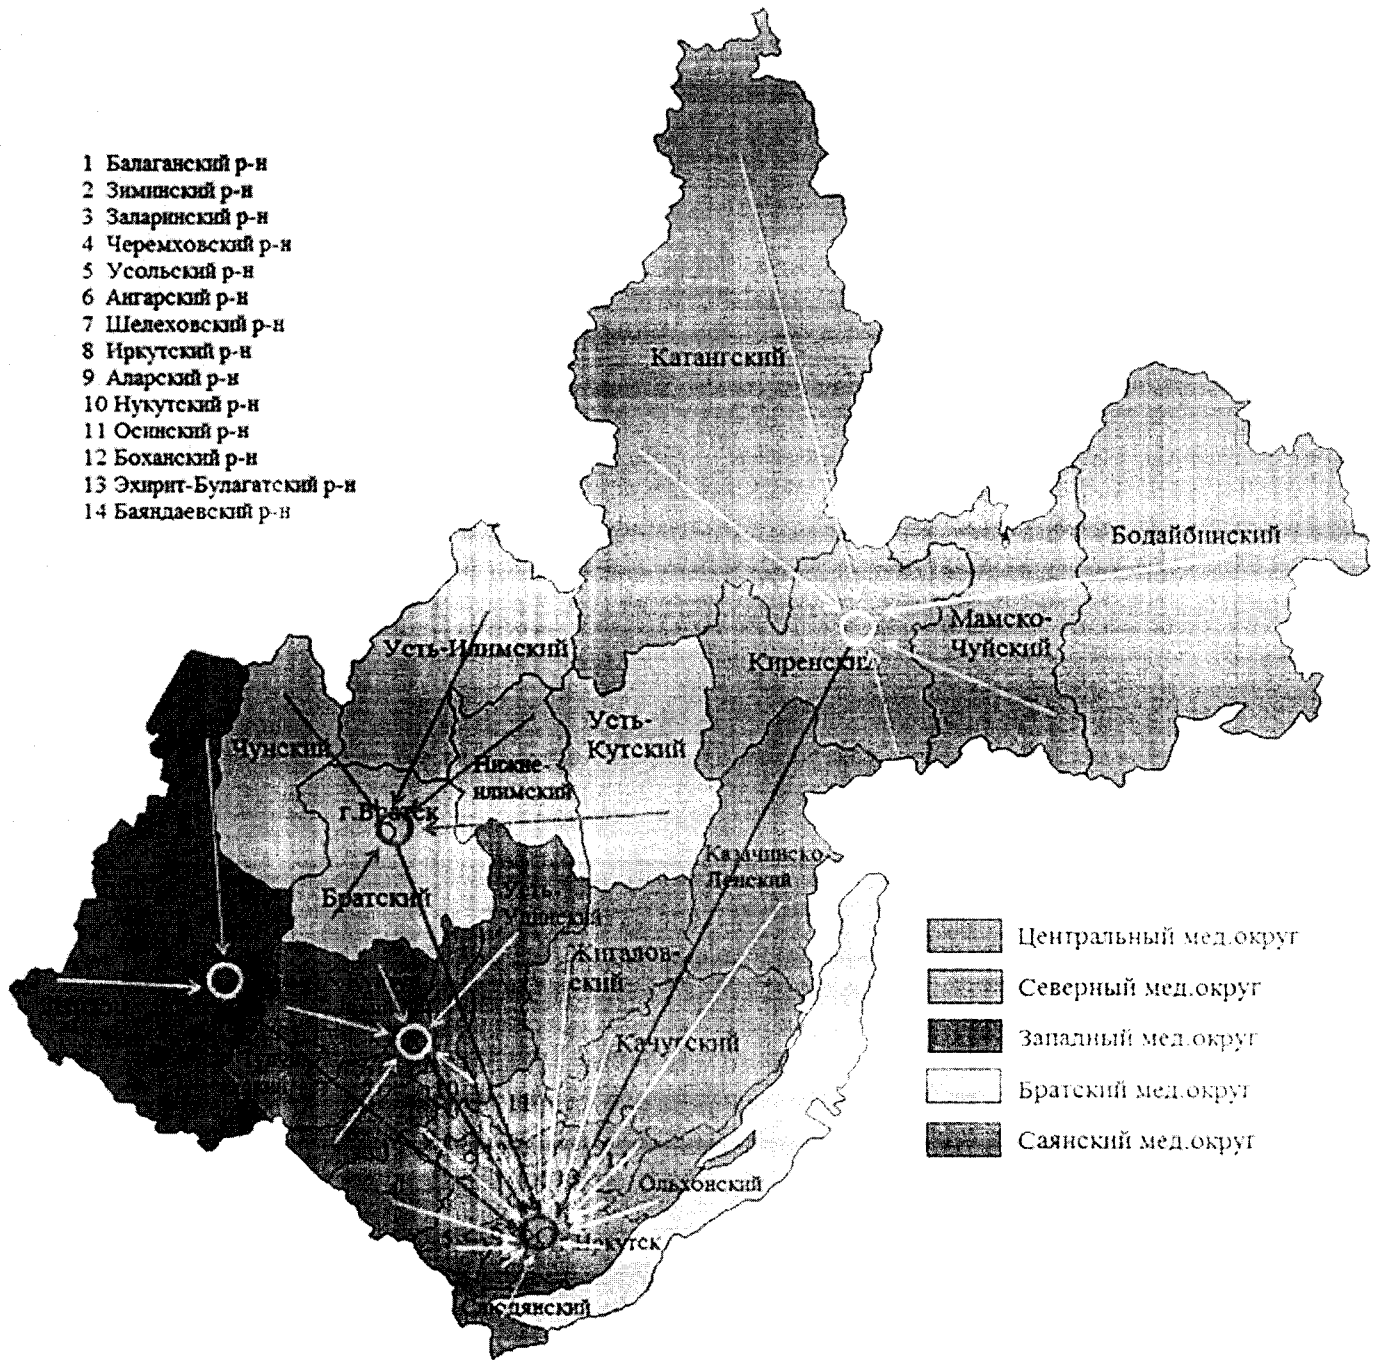 1 Балаганский р-н
2 Зиминский р-н
3 Заларинский р-н
4 Черемховский р-н
5 Усольский р-н
6 Ангарский р-н
7 Шелеховский р-н
8 Иркутский р-н
9 Аларский р-н
10 Нукутский р-н
11 Осинский р-н
12 Боханский р-н
13 Эхирит-Булагатский р-н
14 Баяндаевский р-н
Катангский
Бодайбинский
Мамско-
Чуйский
Киренский
Усть-Илимский
Усть-
Кутский
Чунский
Нижне-
илимский
г.Братск
Братский
Казачинско-
Ленский
Усть-
Удинский
Жигалов-
ский
Качугский
Ольхонский
Иркутск
Слюдянский
Центральный мед.округ
Северный мед.округ
Западный мед.округ
Братский мед.округ
Саянский мед.округ